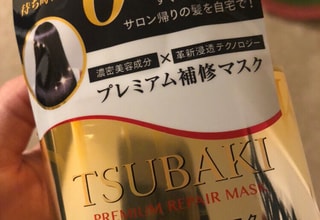 0
サロン帰りの髪を自宅で!
濃密美容成分 × 革新浸透テクノロジー
プレミアム補修マスク
TSUBAKI
PREMIUM REPAIR MASK